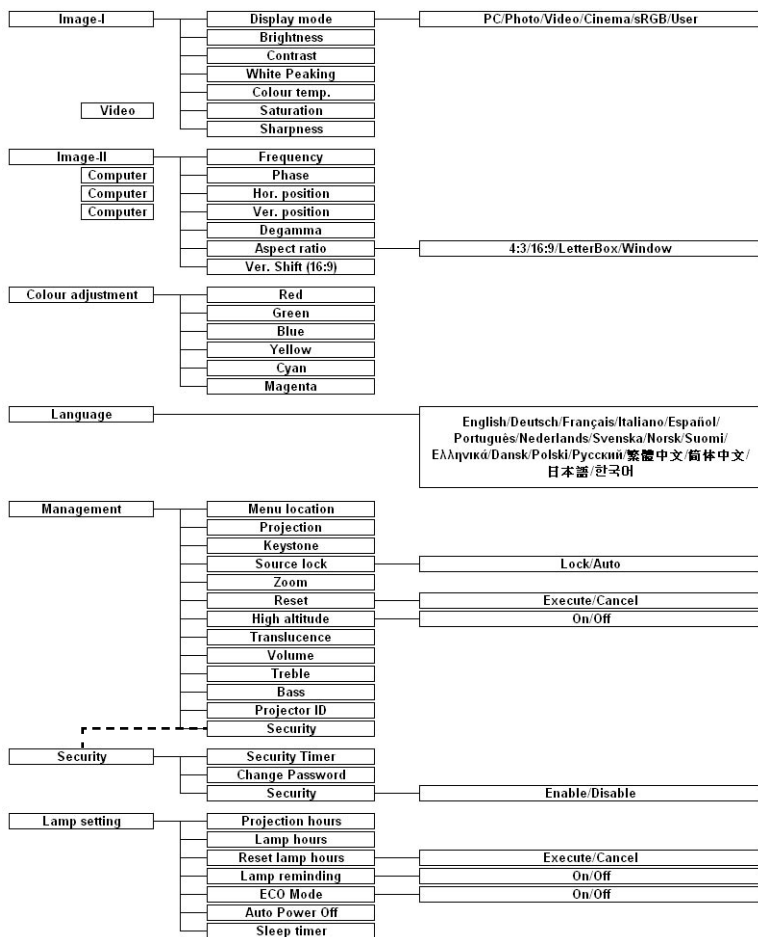 Image-I
Display mode
PC/Photo/Video/Cinema/sRGB/User
Brightness
Contrast
White Peaking
Colour temp.
Video
Saturation
Sharpness
Image-II
Frequency
Computer
Phase
Computer
Hor. position
Computer
Ver. position
Degamma
Aspect ratio
4:3/16:9/LetterBox/Window
Ver. Shift (16:9)
Colour adjustment
Red
Green
Blue
Yellow
Cyan
Magenta
Language
English/Deutsch/Français/Italiano/Español/
Português/Nederlands/Svenska/Norsk/Suomi/
Ελληνικά/Dansk/Polski/Русский/繁體中文/简体中文/
日本語/한국어
Management
Menu location
Projection
Keystone
Source lock
Lock/Auto
Zoom
Reset
Execute/Cancel
High altitude
On/Off
Translucence
Volume
Treble
Bass
Projector ID
Security
Security
Security Timer
Change Password
Security
Enable/Disable
Lamp setting
Projection hours
Lamp hours
Reset lamp hours
Execute/Cancel
Lamp reminding
On/Off
ECO Mode
On/Off
Auto Power Off
Sleep timer